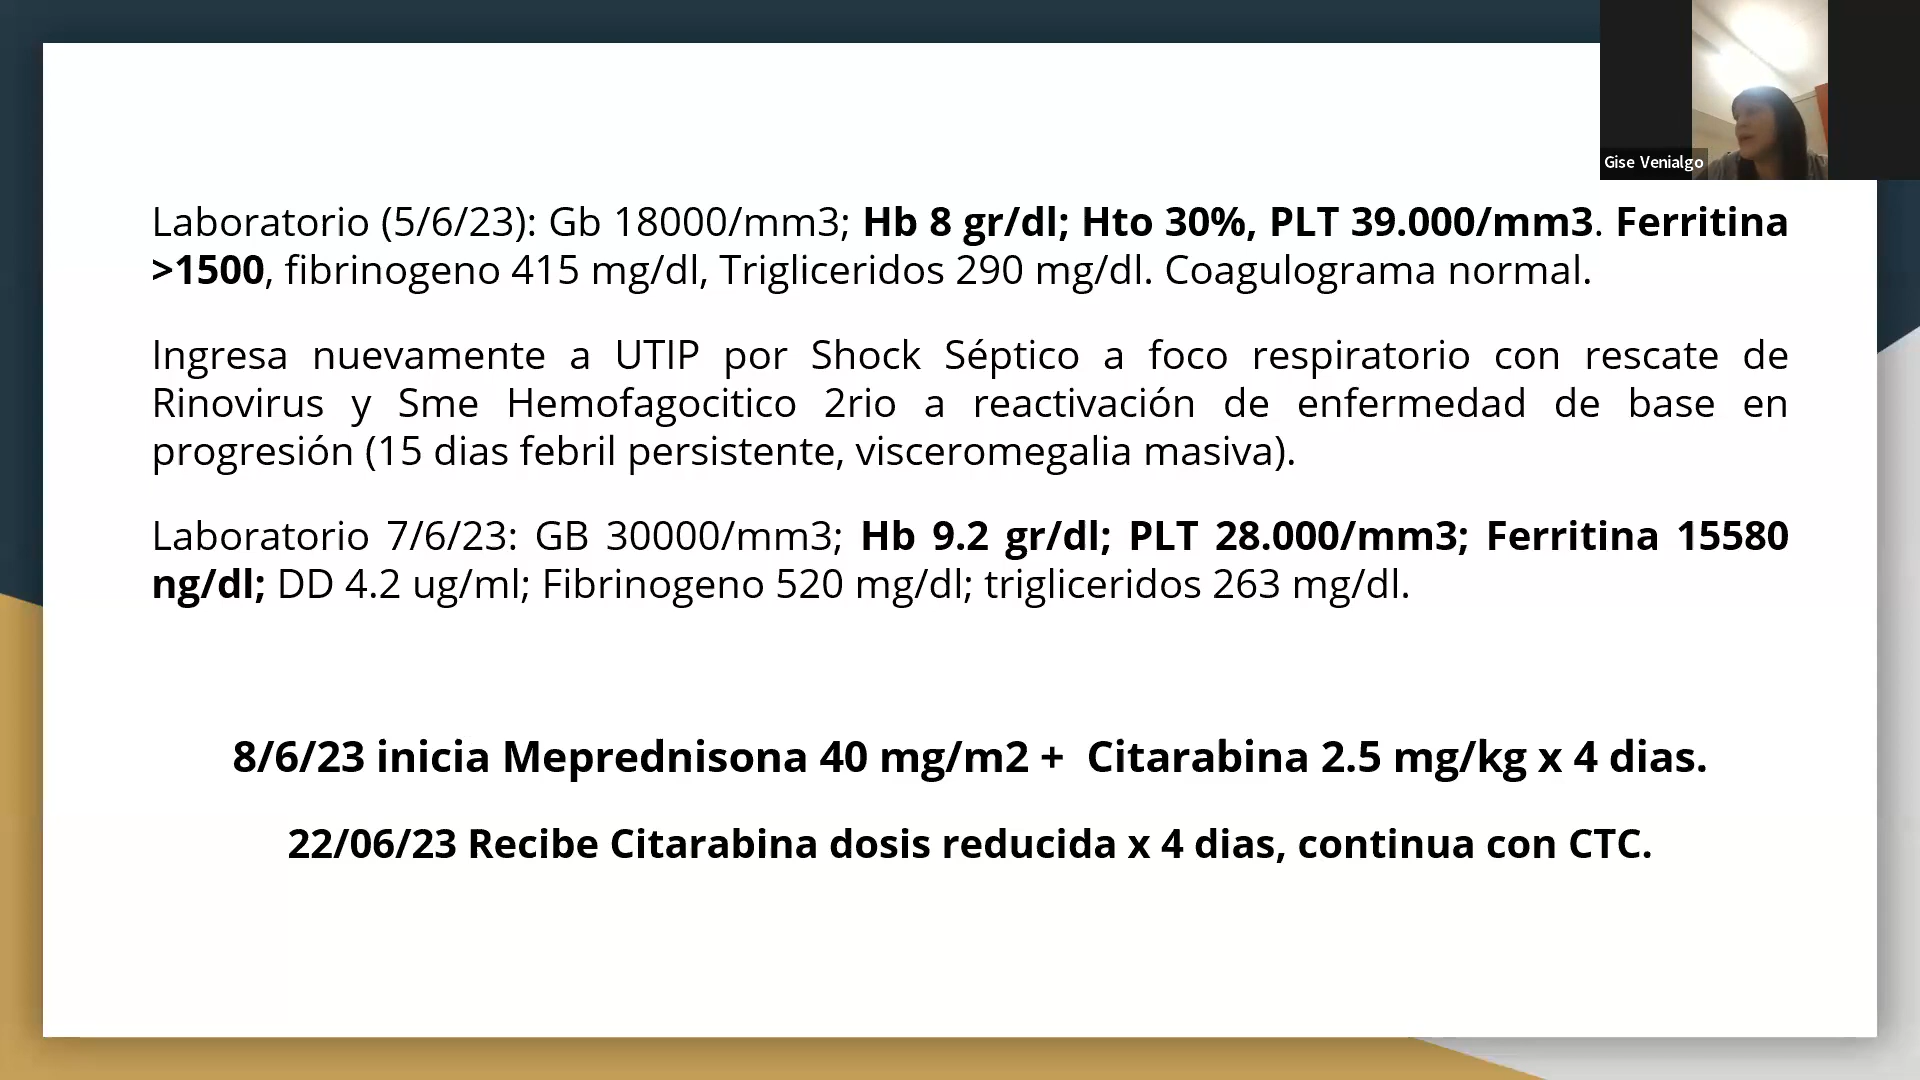 Gise Venialgo
Laboratorio (5/6/23): Gb 18000/mm3; Hb 8 gr/dl; Hto 30%, PLT 39.000/mm3. Ferritina
>1500, fibrinogeno 415 mg/dl, Trigliceridos 290 mg/dl. Coagulograma normal.
Ingresa nuevamente a UTIP por Shock Séptico a foco respiratorio con rescate de
Rinovirus y Sme Hemofagocitico 2rio a reactivación de enfermedad de base en
progresión (15 dias febril persistente, visceromegalia masiva).
Laboratorio 7/6/23: GB 30000/mm3; Hb 9.2 gr/dl; PLT 28.000/mm3; Ferritina 15580
ng/dl; DD 4.2 ug/ml; Fibrinogeno 520 mg/dl; trigliceridos 263 mg/dl.
8/6/23 inicia Meprednisona 40 mg/m2 + Citarabina 2.5 mg/kg x 4 dias.
22/06/23 Recibe Citarabina dosis reducida x 4 dias, continua con CTC.